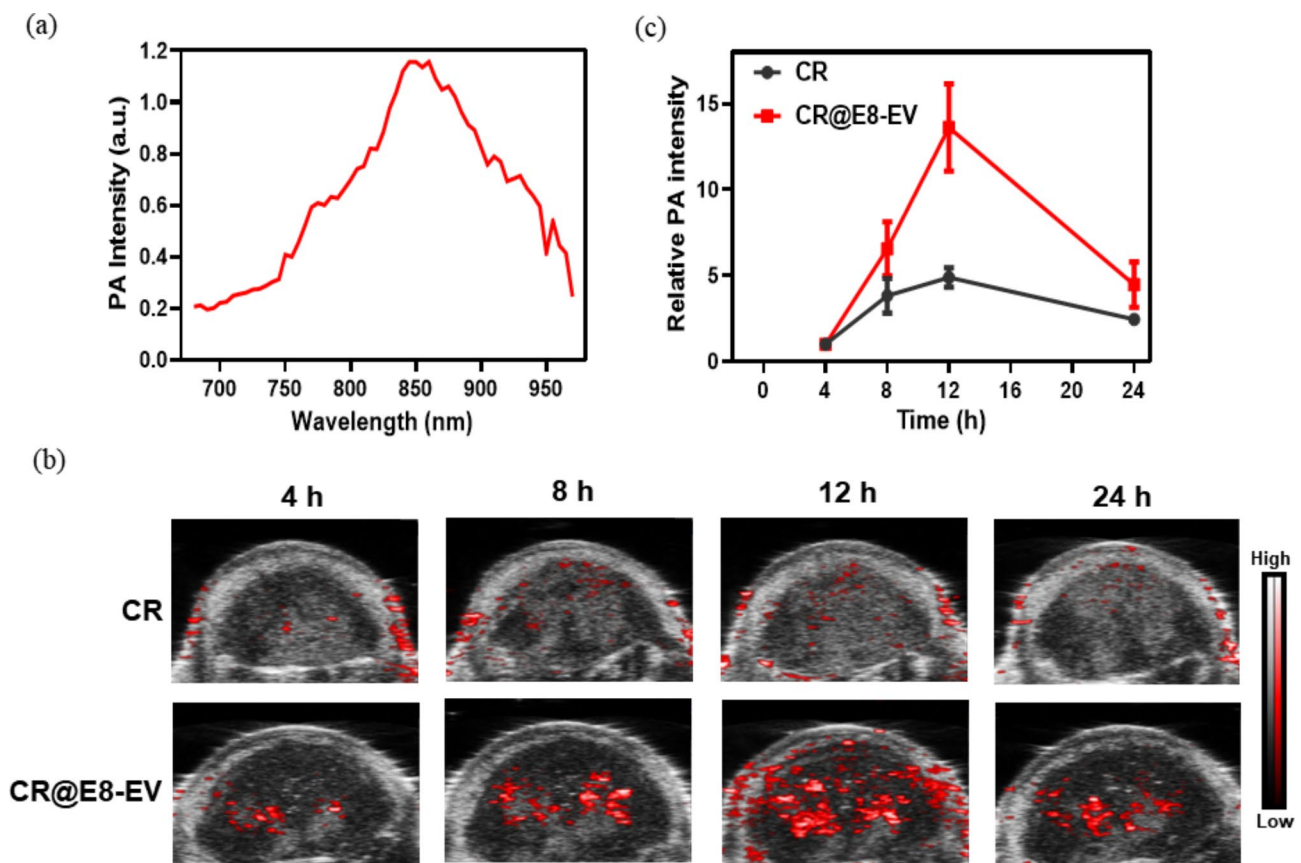 (a)
PA Intensity (a.u.)
1.2
1.0
0.8
0.6
0.4
0.2
0.0
700 750 800 850 900 950
Wavelength (nm)
(c)
Relative PA intensity
CR
CR@E8-EV
15
10
5
0
0 4 8 12 16 20 24
Time (h)
(b)
4 h 8 h 12 h 24 h
CR
CR@E8-EV
High
Low